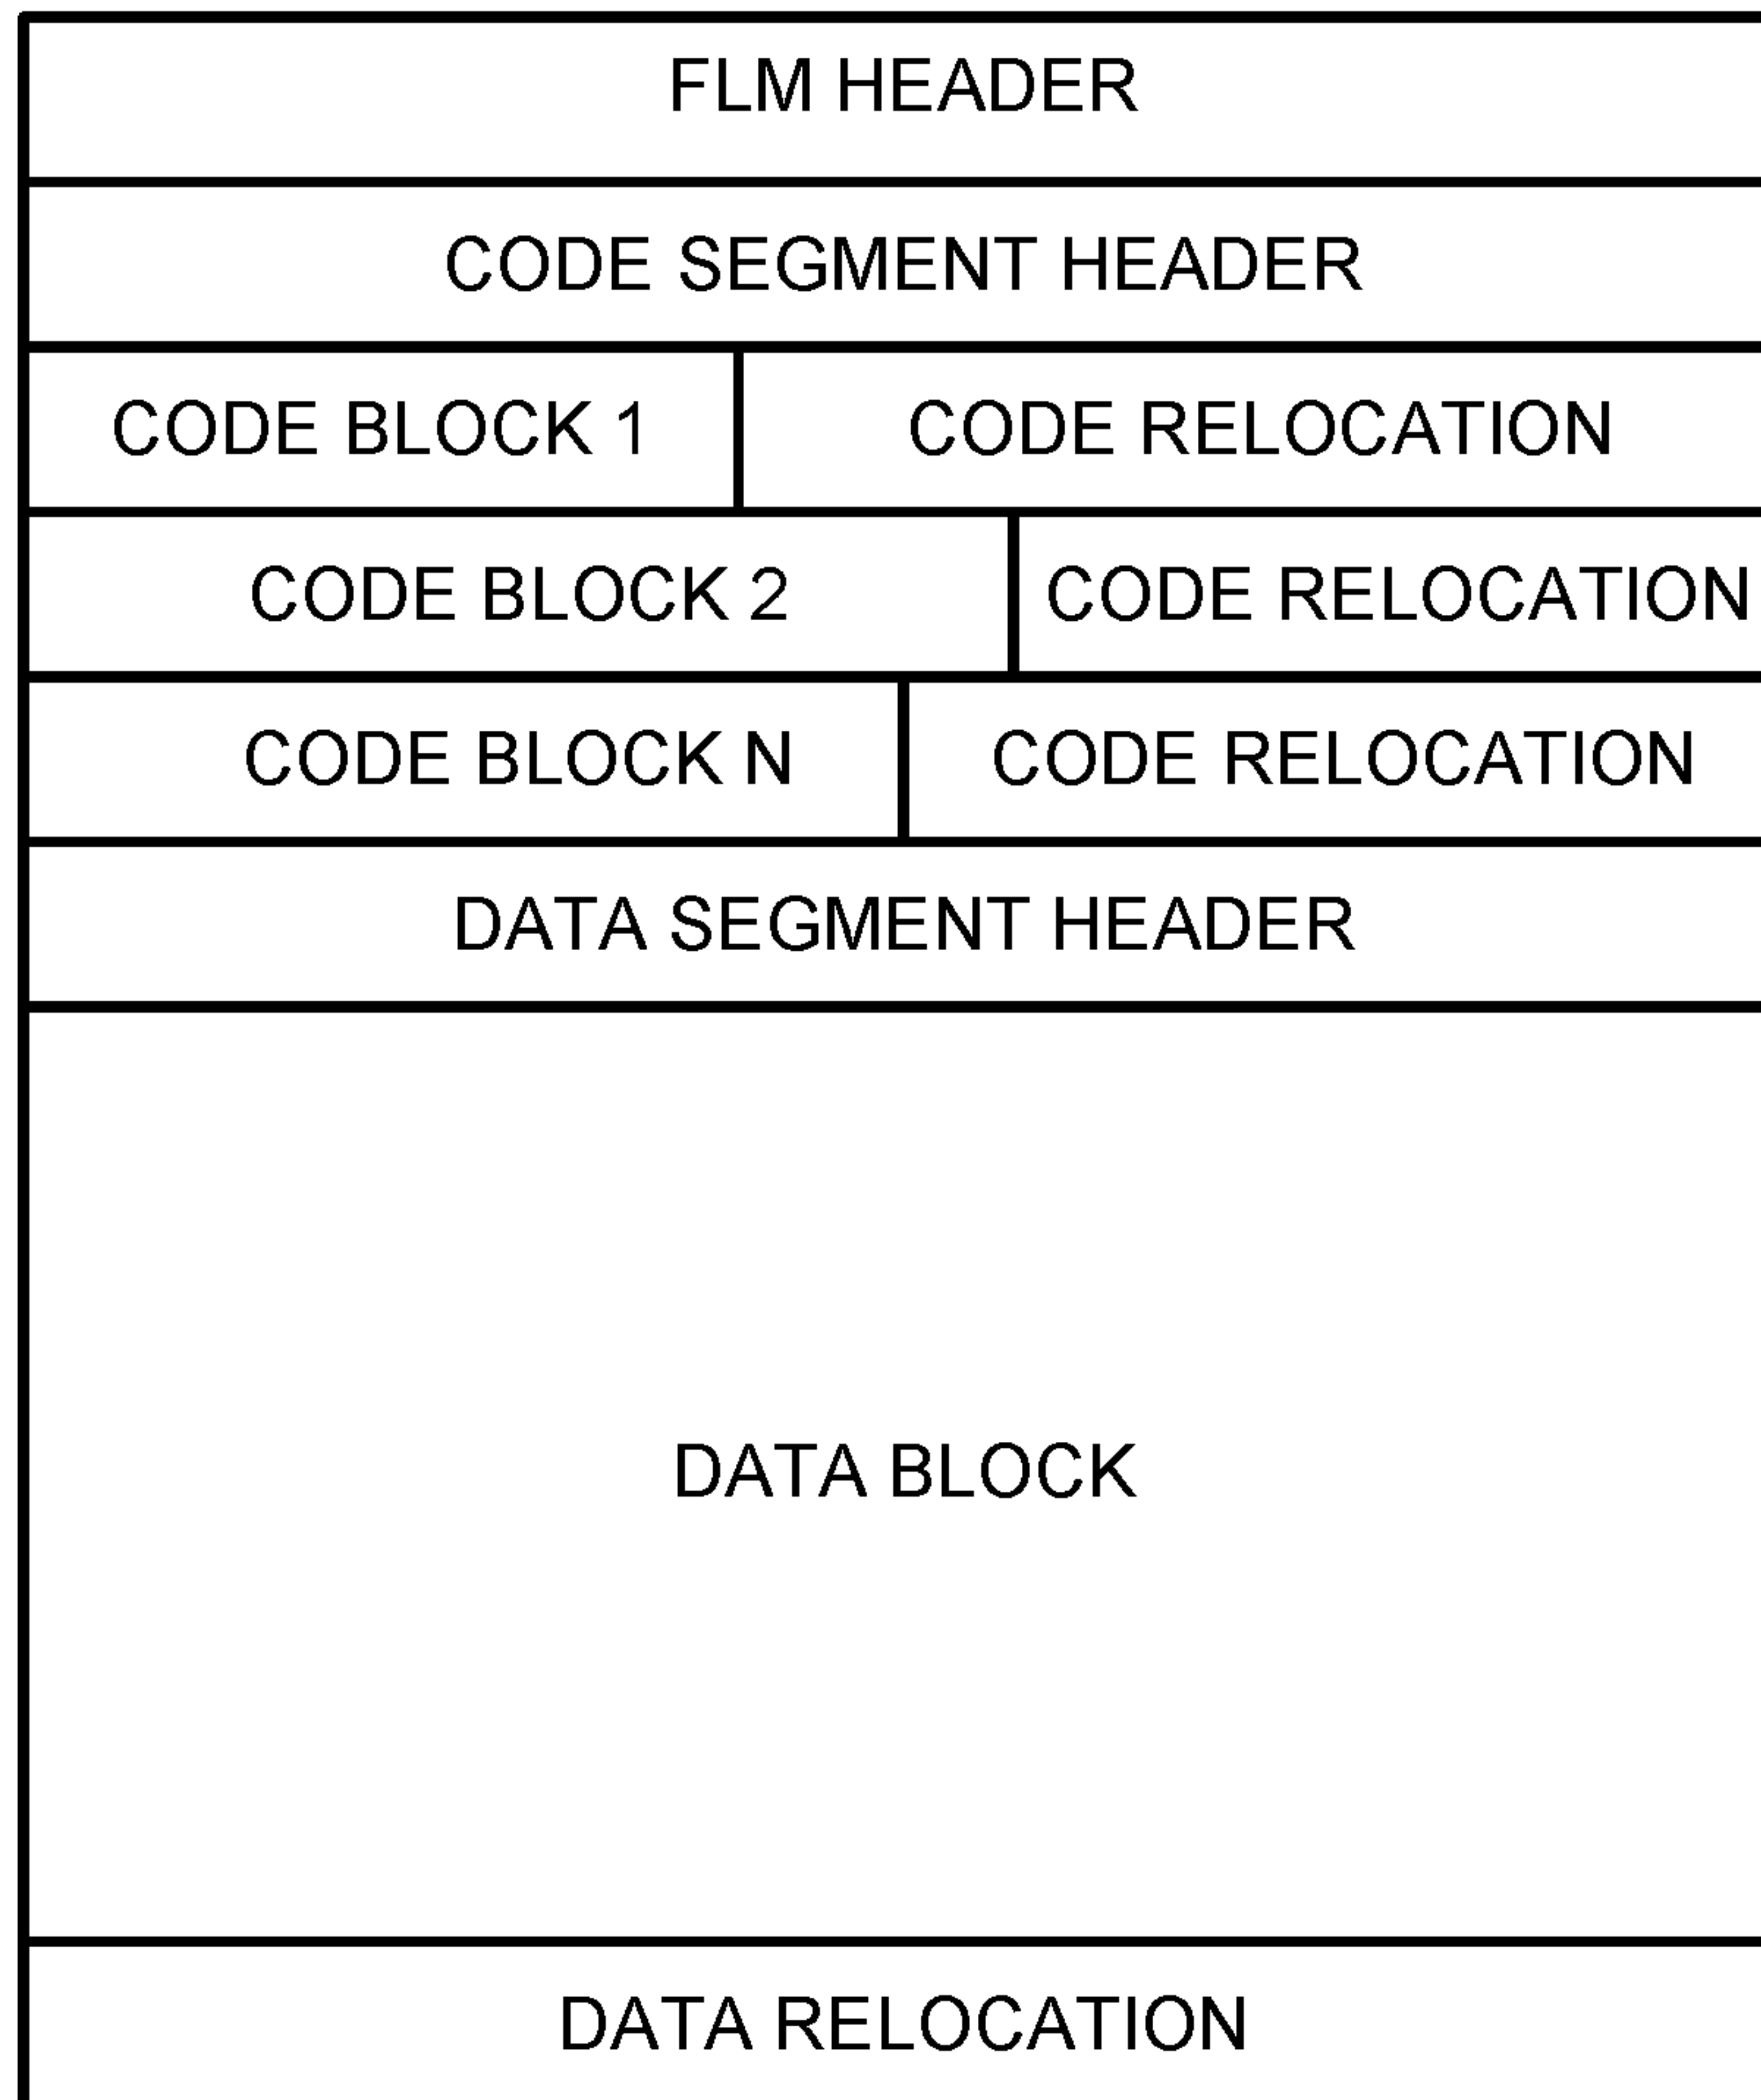 FLM HEADER
CODE SEGMENT HEADER
CODE BLOCK 1 CODE RELOCATION
CODE BLOCK 2 CODE RELOCATION
CODE BLOCK N CODE RELOCATION
DATA SEGMENT HEADER
DATA BLOCK
DATA RELOCATION